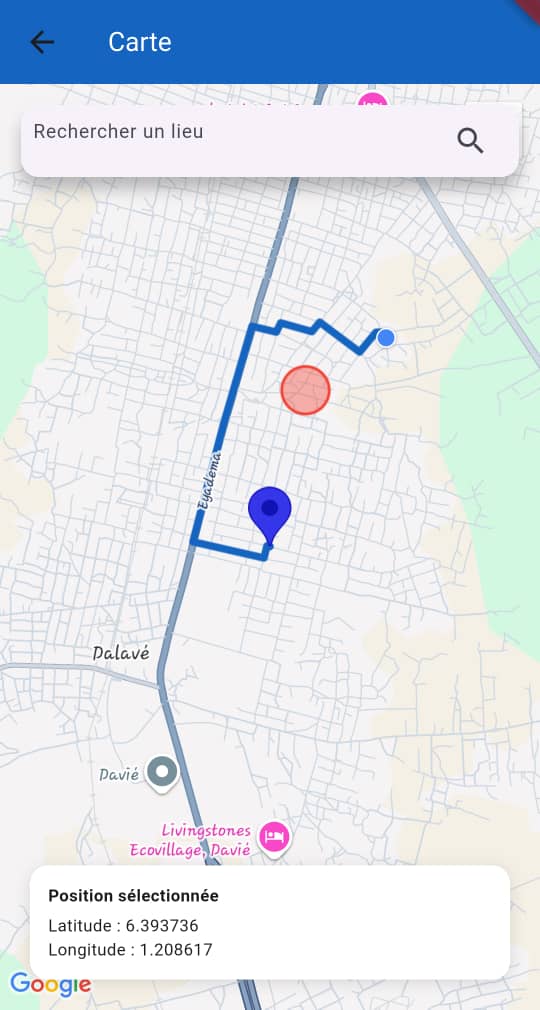 Carte
Rechercher un lieu
Eyadema
Dalavé
Davié
Livingstones
Ecovillage, Davié
Position sélectionnée
Latitude : 6.393736
Longitude : 1.208617
Google